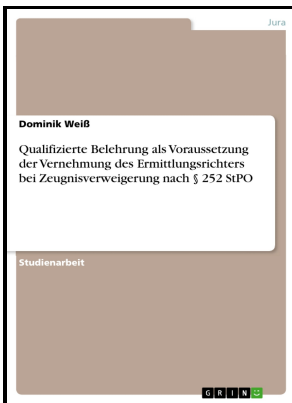 Jura
Dominik Weiß
Qualifizierte Belehrung als Voraussetzung
der Vernehmung des Ermittlungsrichters
bei Zeugnisverweigerung nach § 252 StPO
Studienarbeit
GRIN